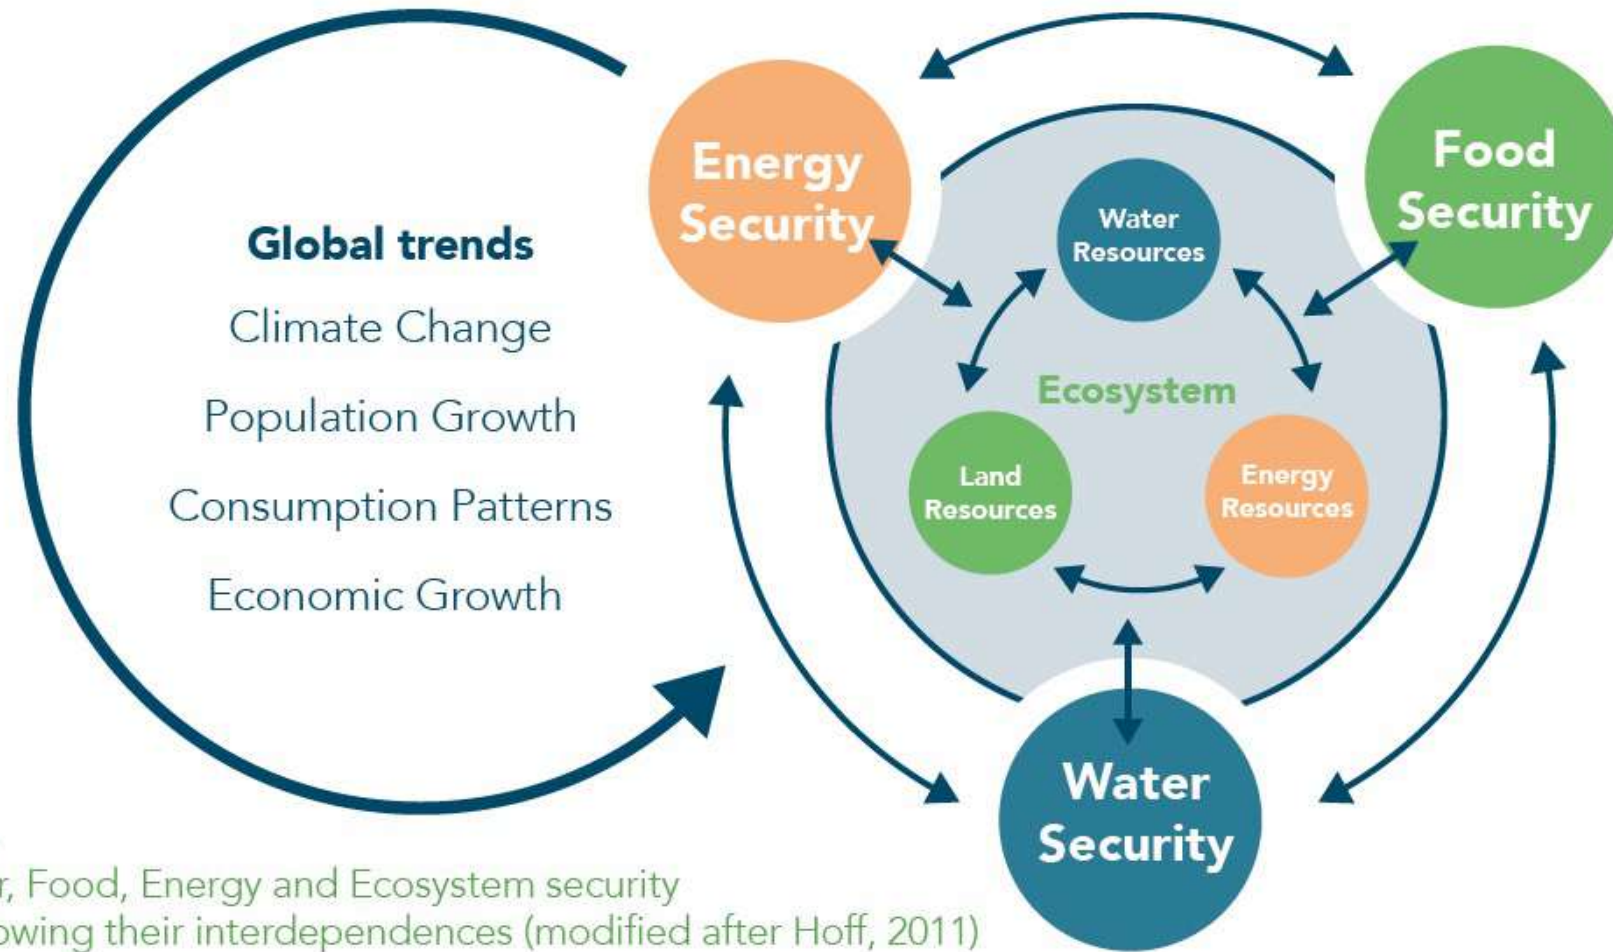 Global trends
Climate Change
Population Growth
Consumption Patterns
Economic Growth
Energy
Security
Food
Security
Water
Resources
Ecosystem
Land
Resources
Energy
Resources
Water
Security
Food, Energy and Ecosystem security
their interdependences (modified after Hoff, 2011)